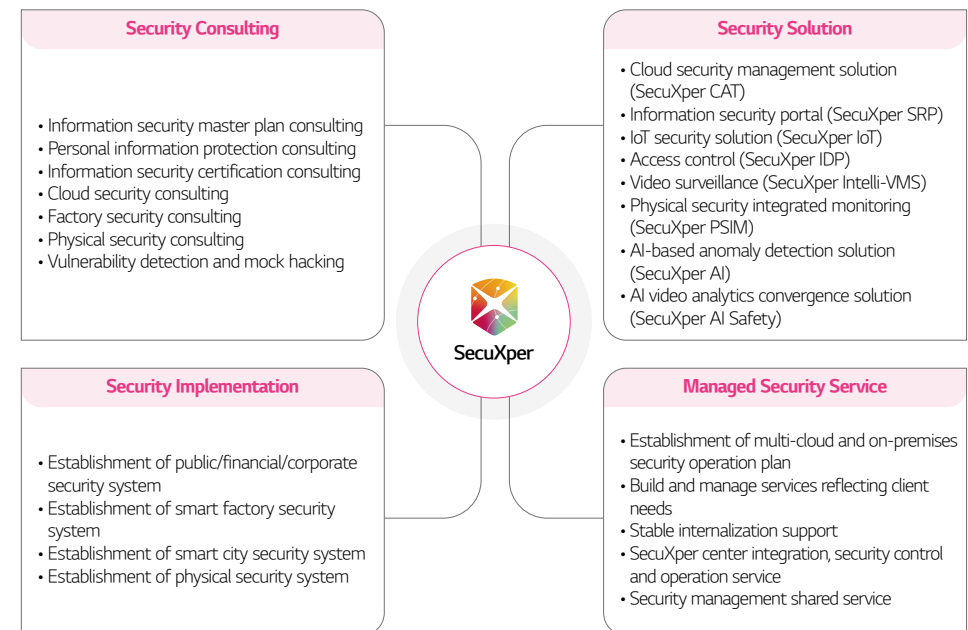 Security Consulting
• Information security master plan consulting
• Personal information protection consulting
• Information security certification consulting
• Cloud security consulting
• Factory security consulting
• Physical security consulting
• Vulnerability detection and mock hacking
Security Solution
• Cloud security management solution
(SecuXper CAT)
• Information security portal (SecuXper SRP)
• IoT security solution (SecuXper IoT)
• Access control (SecuXper IDP)
• Video surveillance (SecuXper Intelli-VMS)
• Physical security integrated monitoring
(SecuXper PSIM)
• AI-based anomaly detection solution
(SecuXper AI)
• AI video analytics convergence solution
(SecuXper AI Safety)
SecuXper
Security Implementation
• Establishment of public/financial/corporate
security system
• Establishment of smart factory security
system
• Establishment of smart city security system
• Establishment of physical security system
Managed Security Service
• Establishment of multi-cloud and on-premises
security operation plan
• Build and manage services reflecting client
needs
• Stable internalization support
• SecuXper center integration, security control
and operation service
• Security management shared service